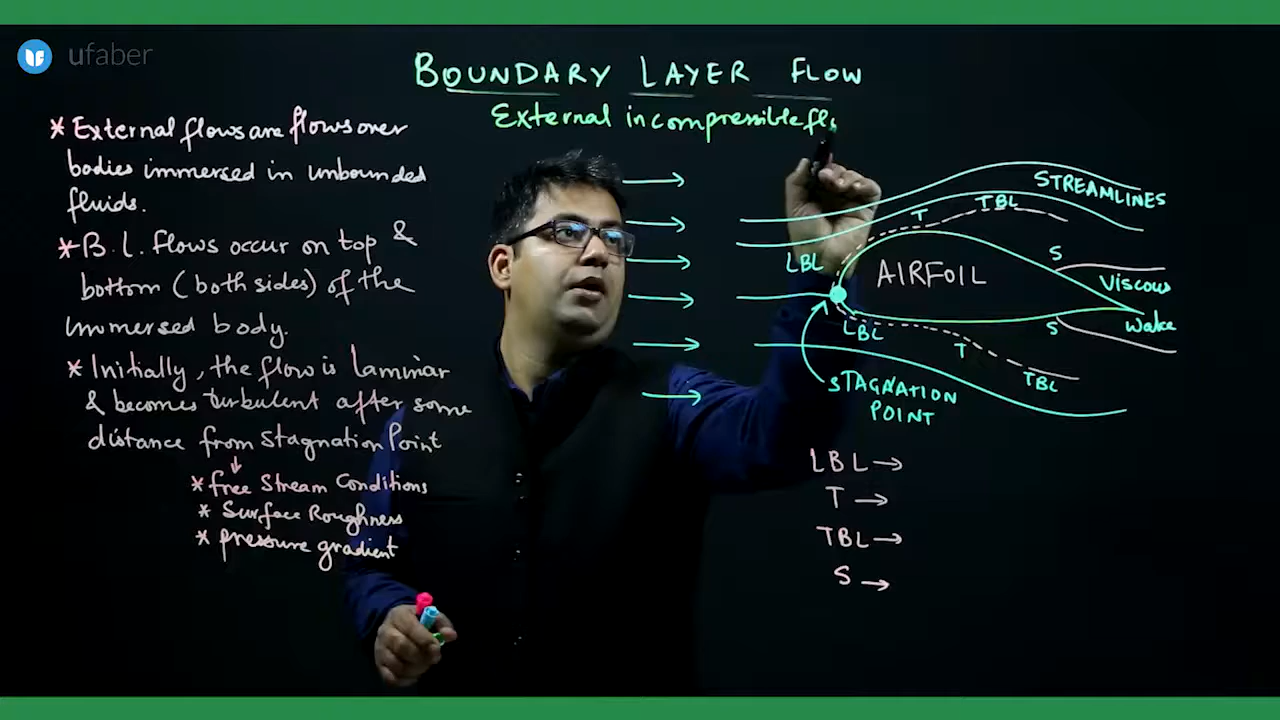 ufaber
BOUNDARY LAYER FLOW
External incompressible fl
* External flows are flows over
bodies immersed in unbounded
fluids.
* B.L. flows occur on top &
bottom (both sides) of the
immersed body.
* Initially, the flow is laminar
& becomes turbulent after some
distance from stagnation Point
* free Stream Conditions
* Surface Roughness
* pressure gradient
STREAMLINES
T
TBL
LBL
AIRFOIL
S
Viscous
Wake
S
LBL
T
TBL
STAGNATION
POINT
LBL →
T →
TBL →
S →